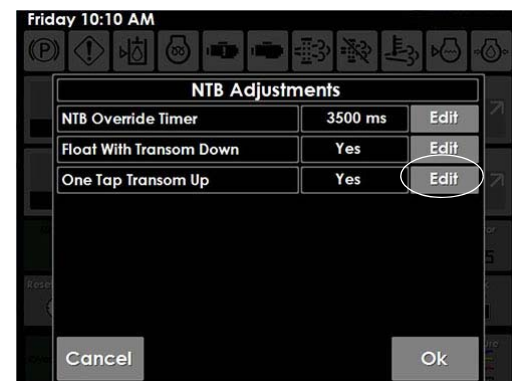 Friday 10:10 AM
NTB Adjustments
NTB Override Timer 3500 ms Edit
Float With Transom Down Yes Edit
One Tap Transom Up Yes Edit
Cancel Ok